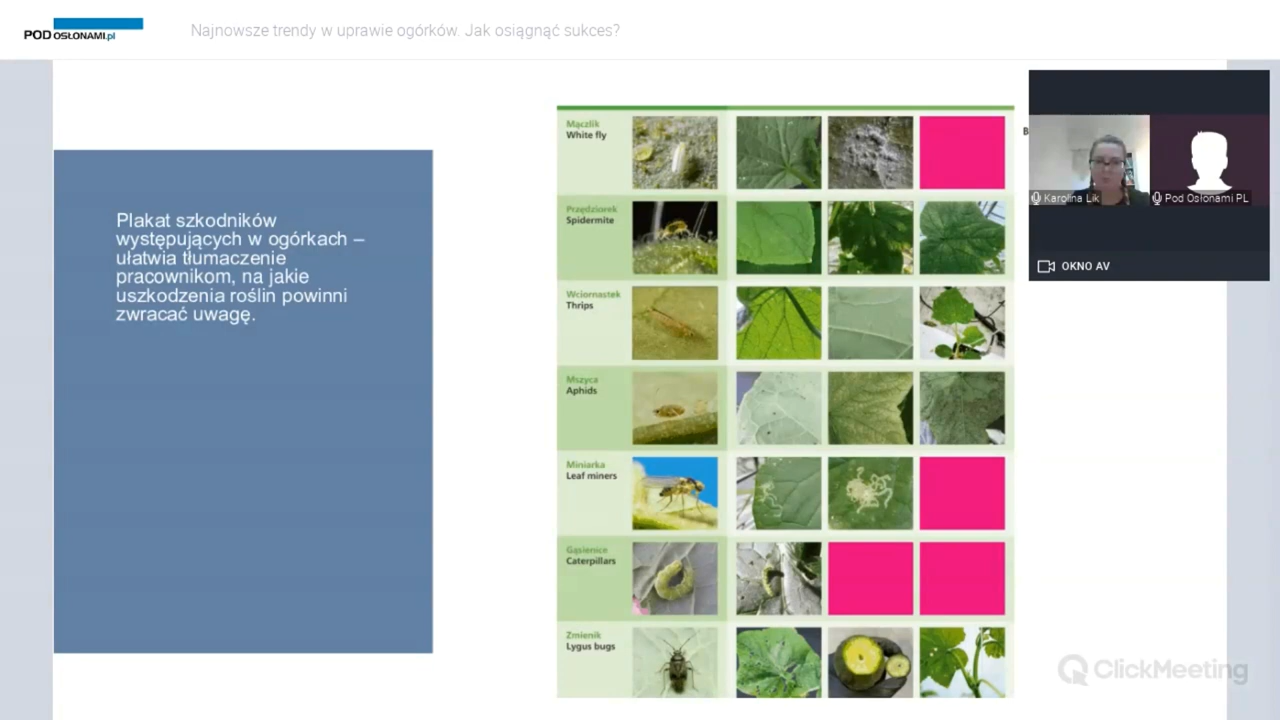 POD OSŁONAMI.pl
Najnowsze trendy w uprawie ogórków. Jak osiągnąć sukces?
Plakat szkodników
występujących w ogórkach –
ułatwia tłumaczenie
pracownikom, na jakie
uszkodzenia roślin powinni
zwracać uwagę.
Mączlik
White fly
Przędziorek
Spidermite
Wciornastek
Thrips
Mszyca
Aphids
Miniarka
Leaf miners
Gąsienice
Caterpillars
Zmienik
Lygus bugs
B
Karolina Lik
Pod Osłonami PL
OKNO AV
ClickMeeting